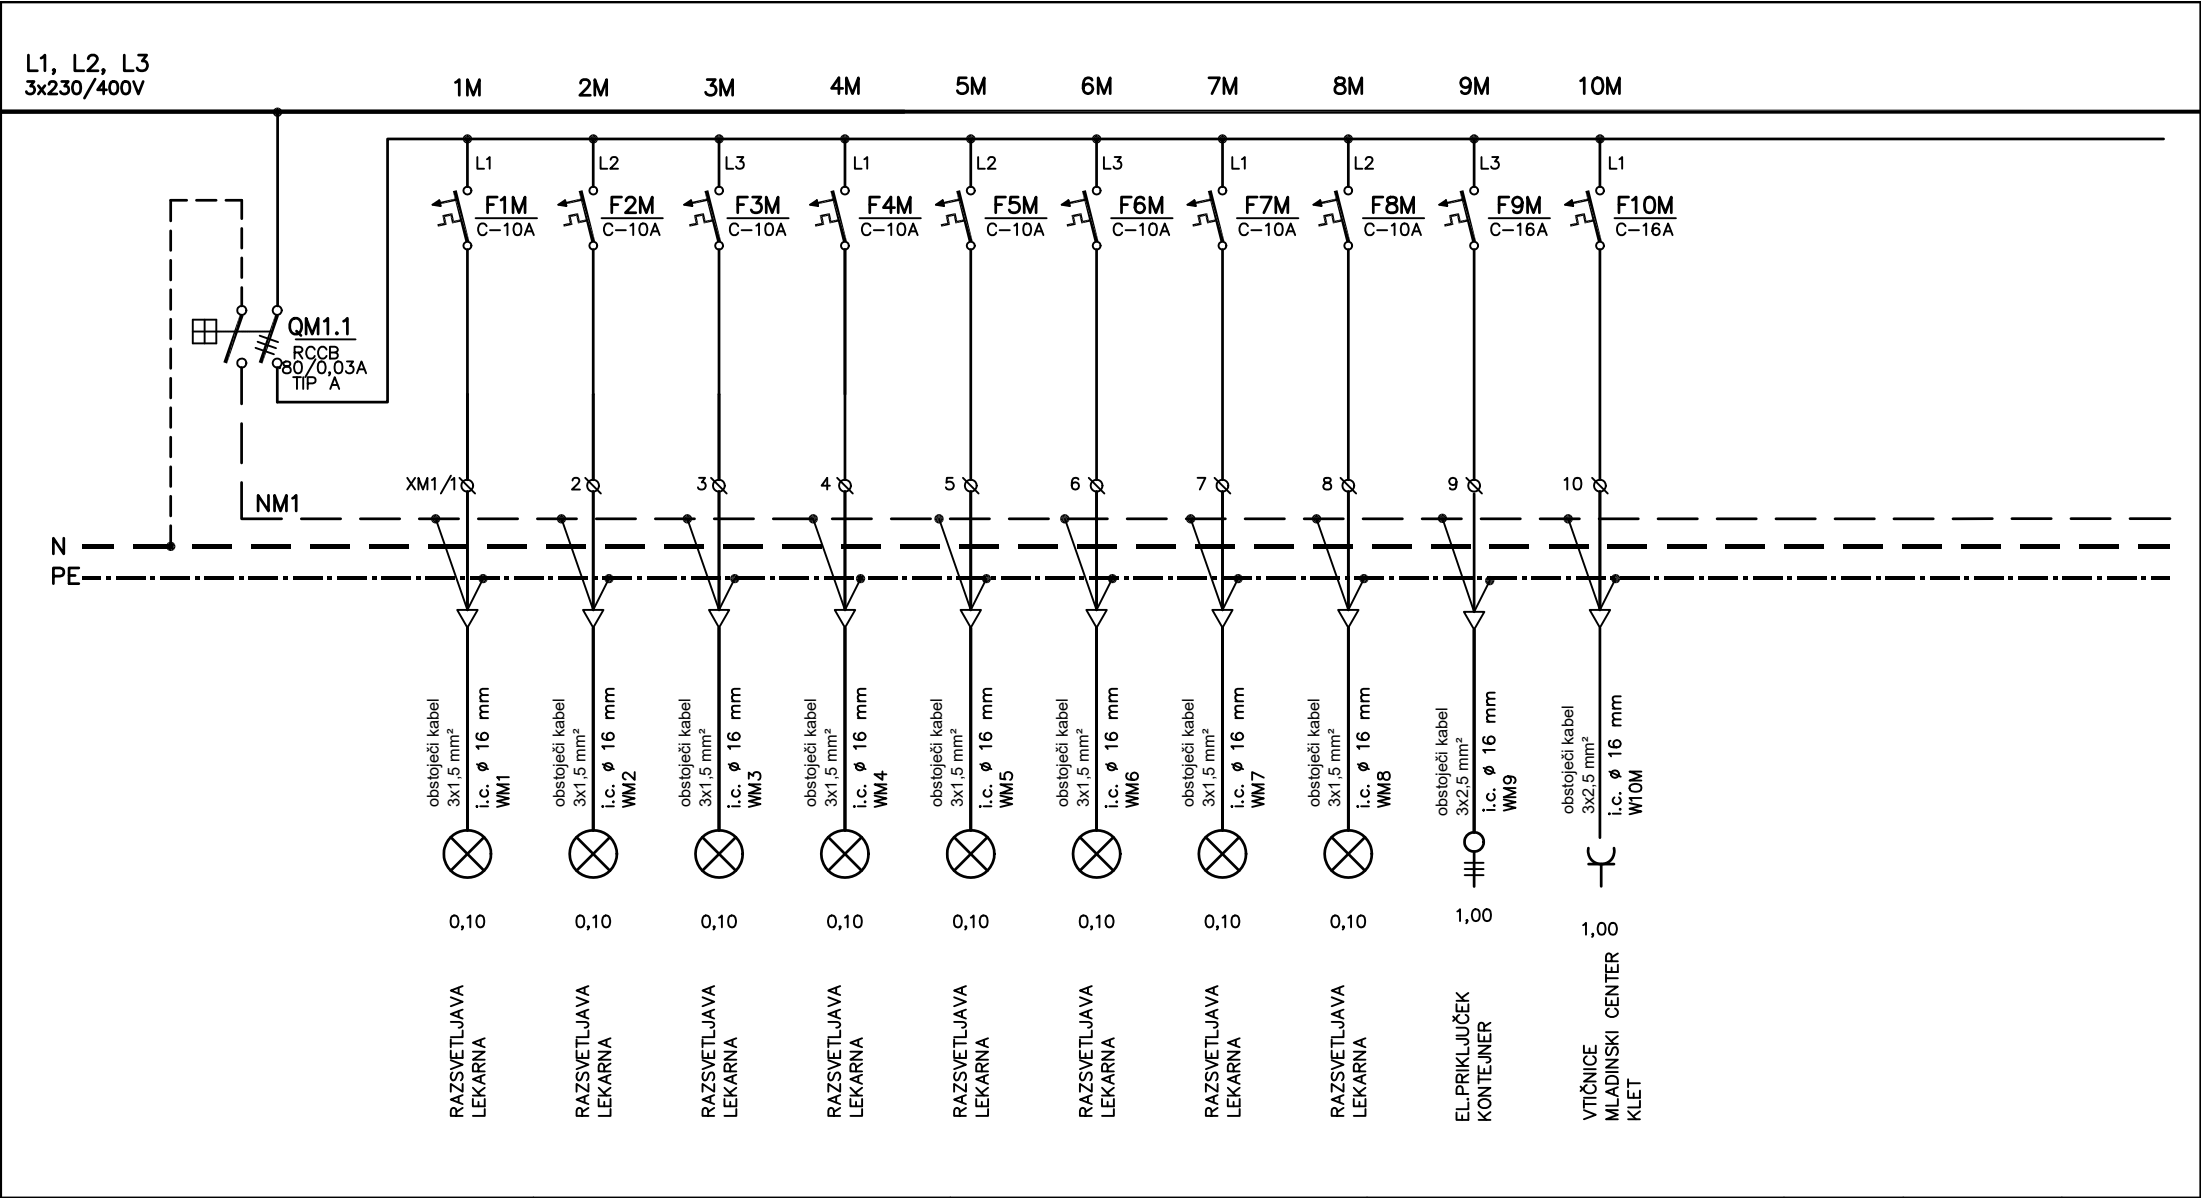 L1, L2, L3
3x230/400V
1M 2M 3M 4M 5M 6M 7M 8M 9M 10M
L1 L2 L3 L1 L2 L3 L1 L2 L3 L1
F1M F2M F3M F4M F5M F6M F7M F8M F9M F10M
C-10A C-10A C-10A C-10A C-10A C-10A C-10A C-10A C-16A C-16A
QM1.1
RCCB
80/0,03A
TIP A
XM1/1 2 3 4 5 6 7 8 9 10
NM1
N
PE
obstoječi kabel
3x1,5 mm²
i.c. ø 16 mm
WM1
obstoječi kabel
3x1,5 mm²
i.c. ø 16 mm
WM2
obstoječi kabel
3x1,5 mm²
i.c. ø 16 mm
WM3
obstoječi kabel
3x1,5 mm²
i.c. ø 16 mm
WM4
obstoječi kabel
3x1,5 mm²
i.c. ø 16 mm
WM5
obstoječi kabel
3x1,5 mm²
i.c. ø 16 mm
WM6
obstoječi kabel
3x1,5 mm²
i.c. ø 16 mm
WM7
obstoječi kabel
3x1,5 mm²
i.c. ø 16 mm
WM8
obstoječi kabel
3x2,5 mm²
i.c. ø 16 mm
WM9
obstoječi kabel
3x2,5 mm²
i.c. ø 16 mm
W10M
0,10 0,10 0,10 0,10 0,10 0,10 0,10 0,10 1,00 1,00
RAZSVETLJAVA
LEKARNA
RAZSVETLJAVA
LEKARNA
RAZSVETLJAVA
LEKARNA
RAZSVETLJAVA
LEKARNA
RAZSVETLJAVA
LEKARNA
RAZSVETLJAVA
LEKARNA
RAZSVETLJAVA
LEKARNA
RAZSVETLJAVA
LEKARNA
EL.PRIKLJUČEK
KONTEJNER
VTIČNICE
MLADINSKI CENTER
KLET